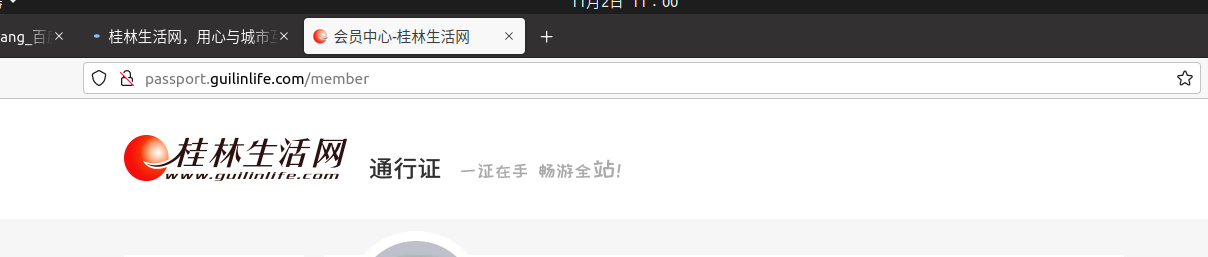 11月2日 11：00
ang_百度
桂林生活网，用心与城市互
会员中心-桂林生活网
passport.guilinlife.com/member
桂林生活网
www.guilinlife.com
通行证 一证在手 畅游全站!